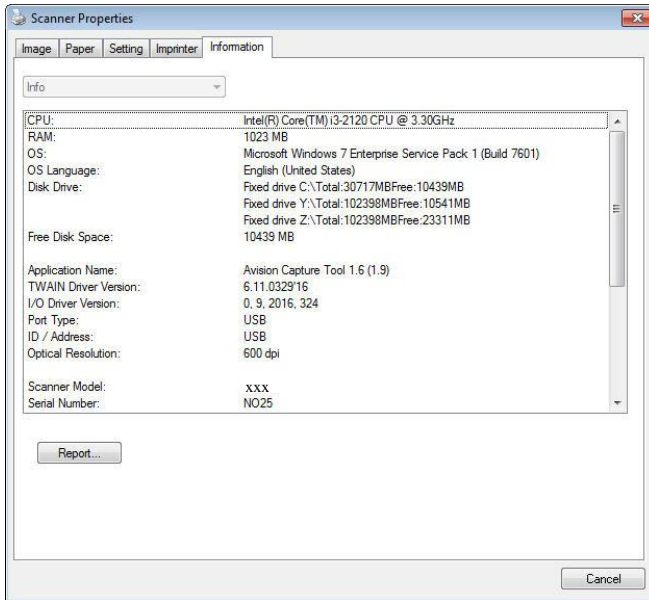 Scanner Properties
Image Paper Setting Imprinter Information
Info
CPU: Intel(R) Core(TM) i3-2120 CPU @ 3.30GHz
RAM: 1023 MB
OS: Microsoft Windows 7 Enterprise Service Pack 1 (Build 7601)
OS Language: English (United States)
Disk Drive: Fixed drive C:\Total:30717MBFree:10439MB
Fixed drive Y:\Total:102398MBFree:10541MB
Fixed drive Z:\Total:102398MBFree:23311MB
Free Disk Space: 10439 MB
Application Name: Avision Capture Tool 1.6 (1.9)
TWAIN Driver Version: 6.11.0329'16
I/O Driver Version: 0, 9, 2016, 324
Port Type: USB
ID / Address: USB
Optical Resolution: 600 dpi
Scanner Model: xxx
Serial Number: NO25
Report...
Cancel